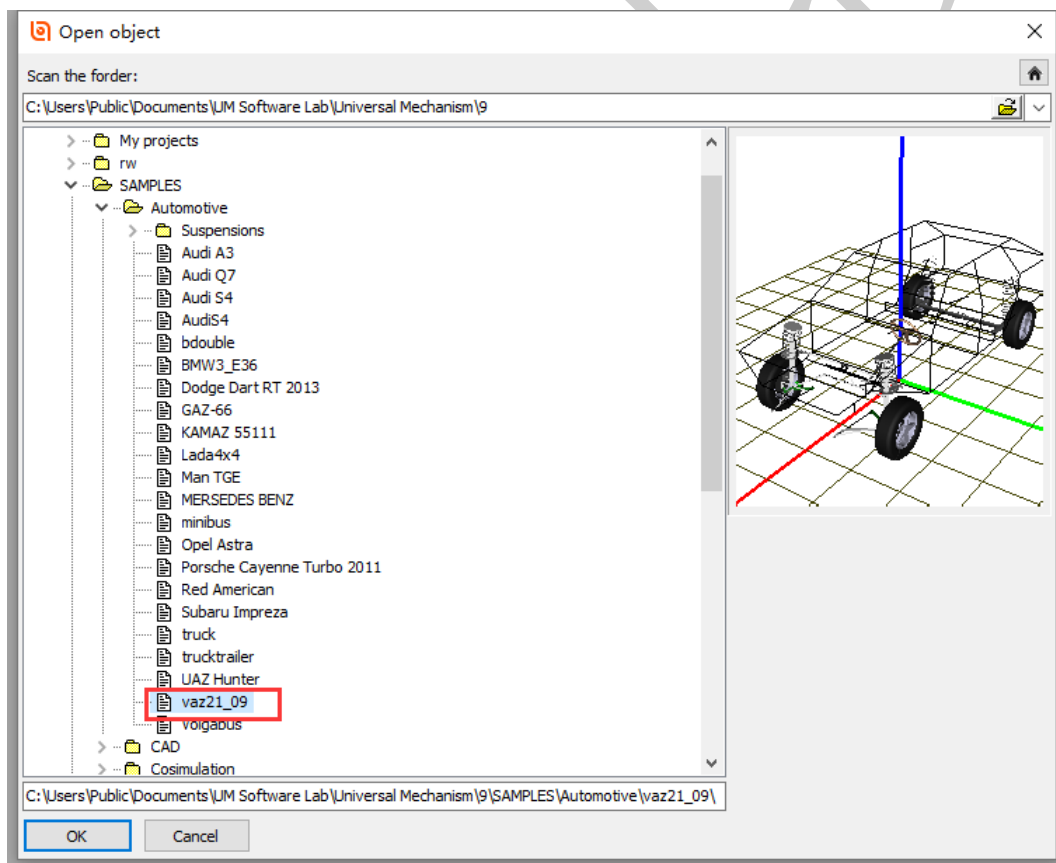 Open object
Scan the forder:
C:\Users\Public\Documents\UM Software Lab\Universal Mechanism\9
My projects
rw
SAMPLES
Automotive
Suspensions
Audi A3
Audi Q7
Audi S4
AudiS4
bdouble
BMW3_E36
Dodge Dart RT 2013
GAZ-66
KAMAZ 55111
Lada4x4
Man TGE
MERSEDES BENZ
minibus
Opel Astra
Porsche Cayenne Turbo 2011
Red American
Subaru Impreza
truck
trucktrailer
UAZ Hunter
vaz21_09
Volgabus
CAD
Cosimulation
C:\Users\Public\Documents\UM Software Lab\Universal Mechanism\9\SAMPLES\Automotive\vaz21_09\
OK Cancel